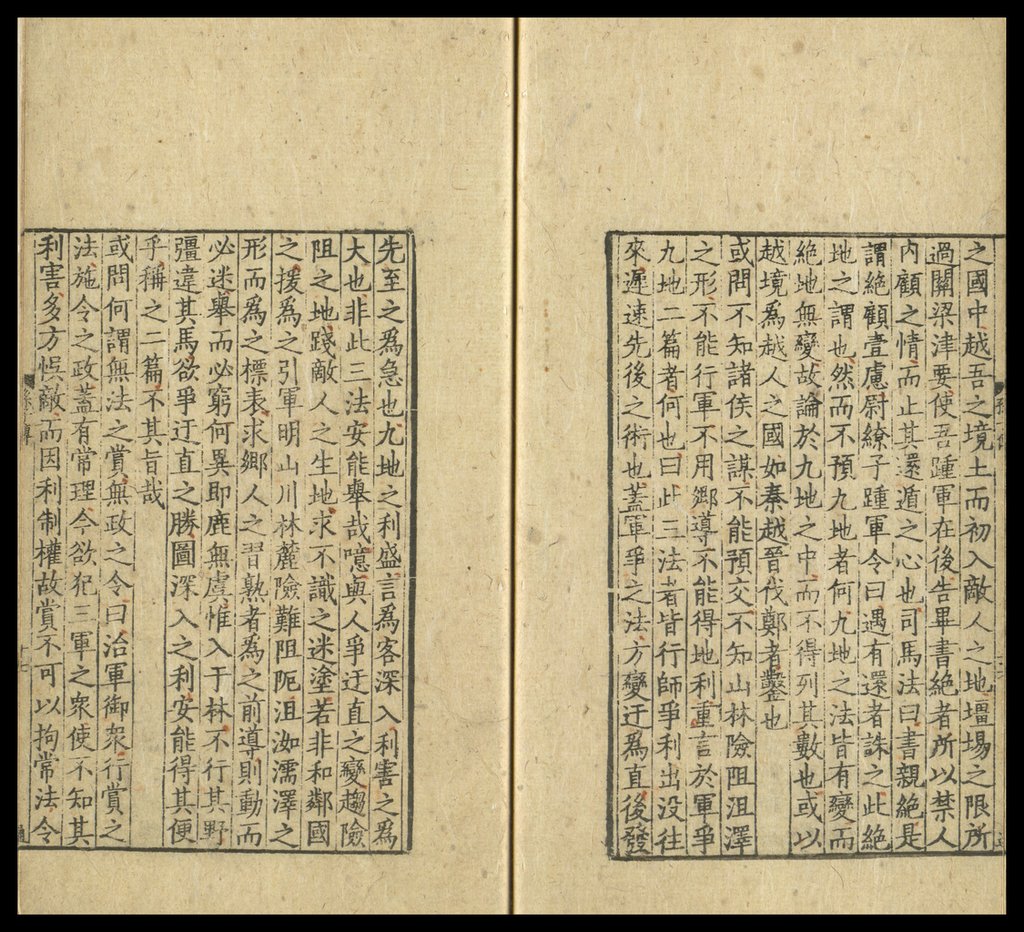 之國中越吾之境土而初入敵人之地壃場之限所
過關梁津要使吾踵軍在後告畢書絕者所以禁人
內顧之情而止其還遁之心也司馬法曰書親絕是
謂絕顧壹慮尉繚子踵軍令曰遇有還者誅之此絕
地之謂也然而不預九地者何九地之法皆有變而
絕地無變故論於九地之中而不得列其數也或以
越境為越人之國如秦越晉伐鄭者鑿也
或問不知諸侯之謀不能預交不知山林險阻沮澤
之形不能行軍不用鄉導不能得地利重言於軍爭
九地二篇者何也曰此三法者皆行師爭利出沒往
來遲速先後之術也蓋軍爭之法方變迂爲直後發
先至之爲急也九地之利盛言爲客深入利害之爲
大也非此三法安能舉哉噫與人爭迂直之變趨險
阻之地踐敵人之生地求不識之迷塗若非和鄰國
之援爲之引軍明山川林麓險難阻阨沮洳濡澤之
形而爲之標表求鄉人之習熟者爲之前導則動而
必迷舉而必窮何異即鹿無虞惟入于林不行其野
彊違其馬欲爭迂直之勝圖深入之利安能得其便
乎稱之二篇不其旨哉
或問何謂無法之賞無政之令曰治軍御衆行賞之
法施令之政蓋有常理今欲犯三軍之衆使不知其
利害多方悞敵而因利制權故賞不可以拘常法令